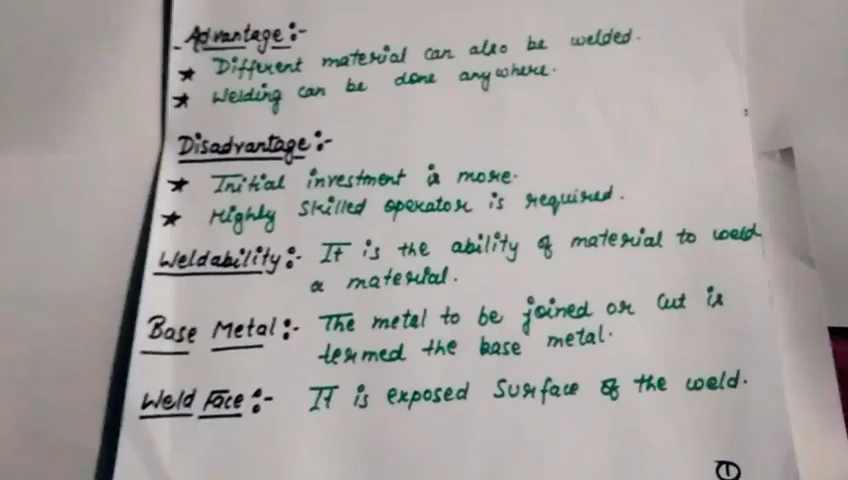 Advantage:-
★ Different material can also be welded.
★ Welding can be done anywhere.
Disadvantage:-
★ Initial investment is more.
★ Highly skilled operator is required.
Weldability:- It is the ability of material to weld
a material.
Base Metal:- The metal to be joined or cut is
termed the base metal.
Weld Face:- It is exposed surface of the weld.
1